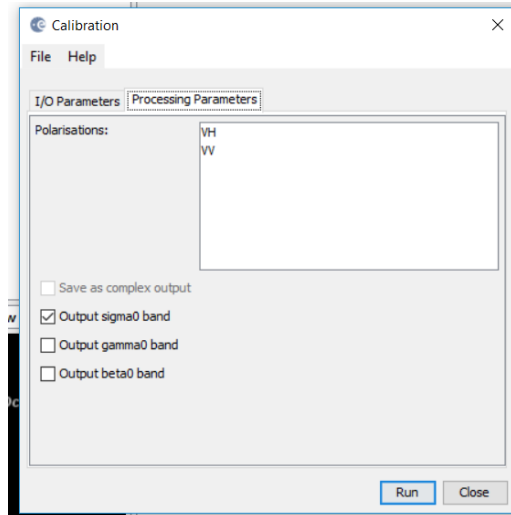 Calibration
File Help
I/O Parameters Processing Parameters
Polarisations:
VH
VV
Save as complex output
Output sigma0 band
Output gamma0 band
Output beta0 band
Run Close